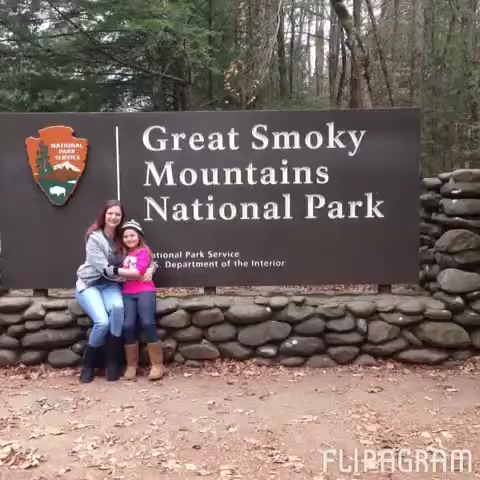 NATIONAL
PARK
SERVICE
Great Smoky
Mountains
National Park
ational Park Service
S. Department of the Interior
FLIPAGRAM